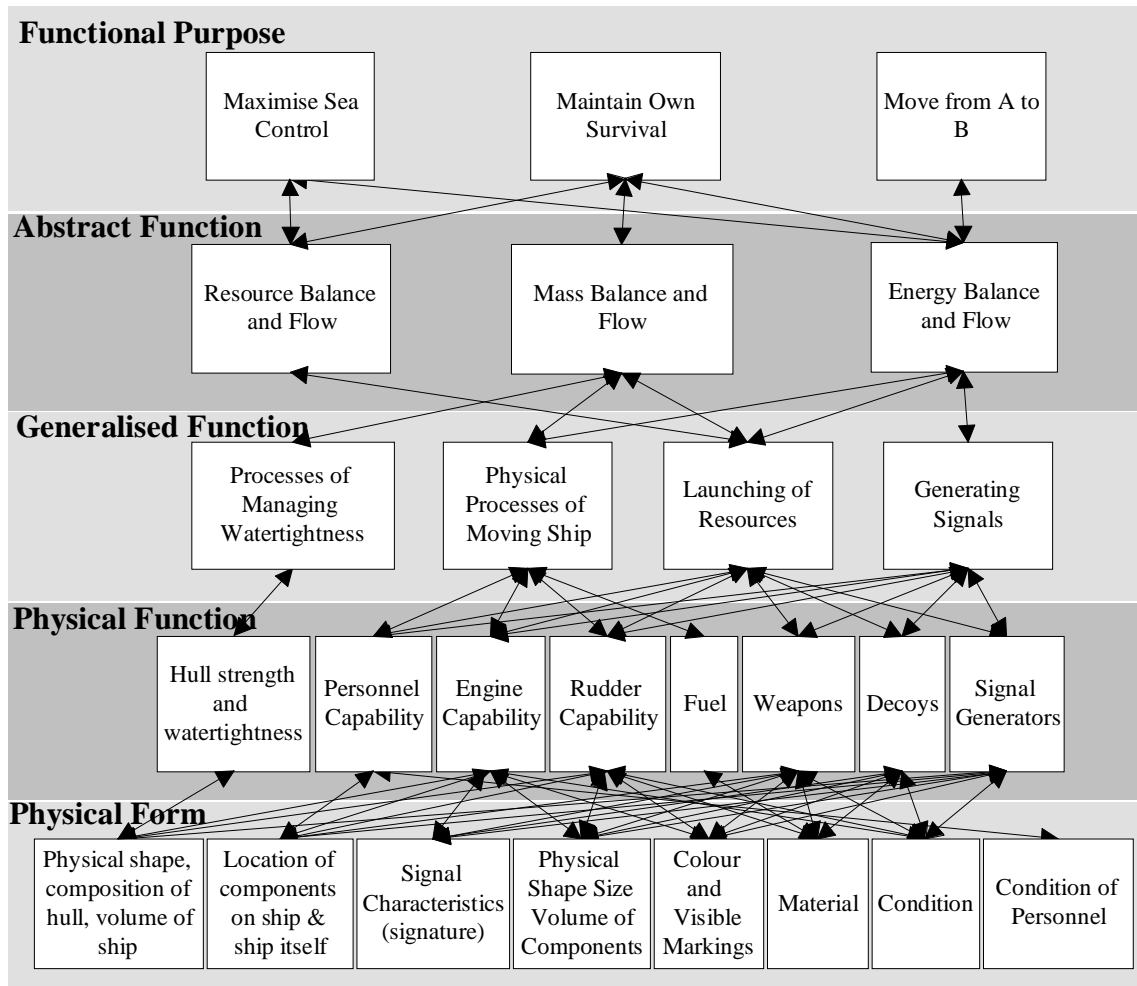 Functional Purpose
Maximise Sea
Control
Maintain Own
Survival
Move from A to
B
Abstract Function
Resource Balance
and Flow
Mass Balance and
Flow
Energy Balance
and Flow
Generalised Function
Processes of
Managing
Watertightness
Physical
Processes of
Moving Ship
Launching of
Resources
Generating
Signals
Physical Function
Hull strength
and
watertightness
Personnel
Capability
Engine
Capability
Rudder
Capability
Fuel
Weapons
Decoys
Signal
Generators
Physical Form
Physical shape,
composition of
hull, volume of
ship
Location of
components
on ship &
ship itself
Signal
Characteristics
(signature)
Physical
Shape Size
Volume of
Components
Colour
and
Visible
Markings
Material
Condition
Condition of
Personnel